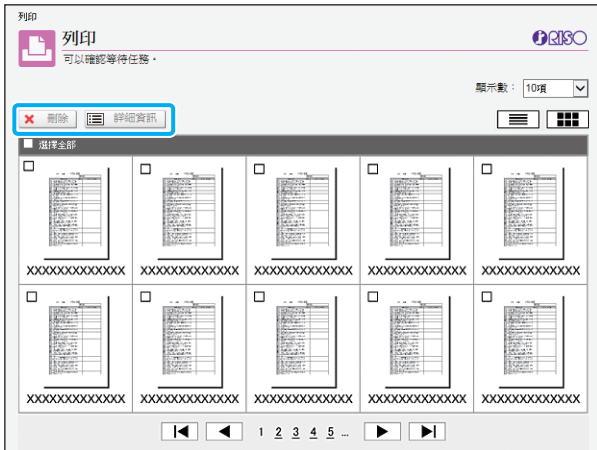 列印
列印
RISO
可以確認等待任務。
顯示數： 10項
刪除 詳細資訊
選擇全部
XXXXXXXXXXXXX XXXXXXXXXXXXX XXXXXXXXXXXXX XXXXXXXXXXXXX XXXXXXXXXXXXX
XXXXXXXXXXXXX XXXXXXXXXXXXX XXXXXXXXXXXXX XXXXXXXXXXXXX XXXXXXXXXXXXX
1 2 3 4 5 ...